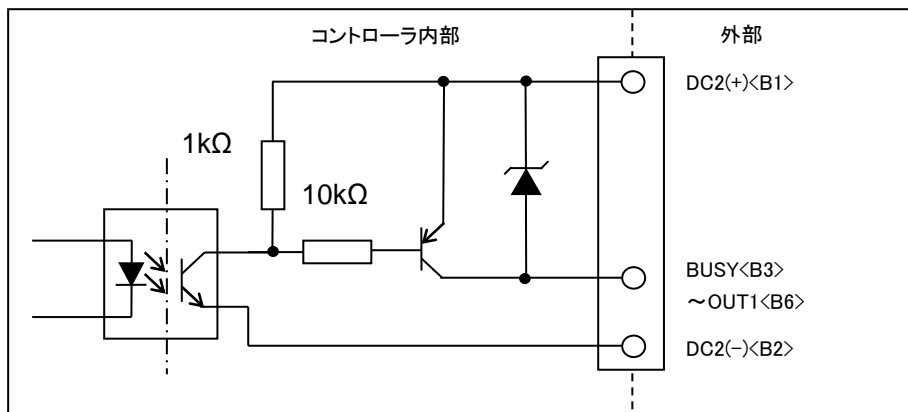 コントローラ内部
外部
DC2(+)<B1>
1kΩ
10kΩ
BUSY<B3>
～OUT1<B6>
DC2(-)<B2>